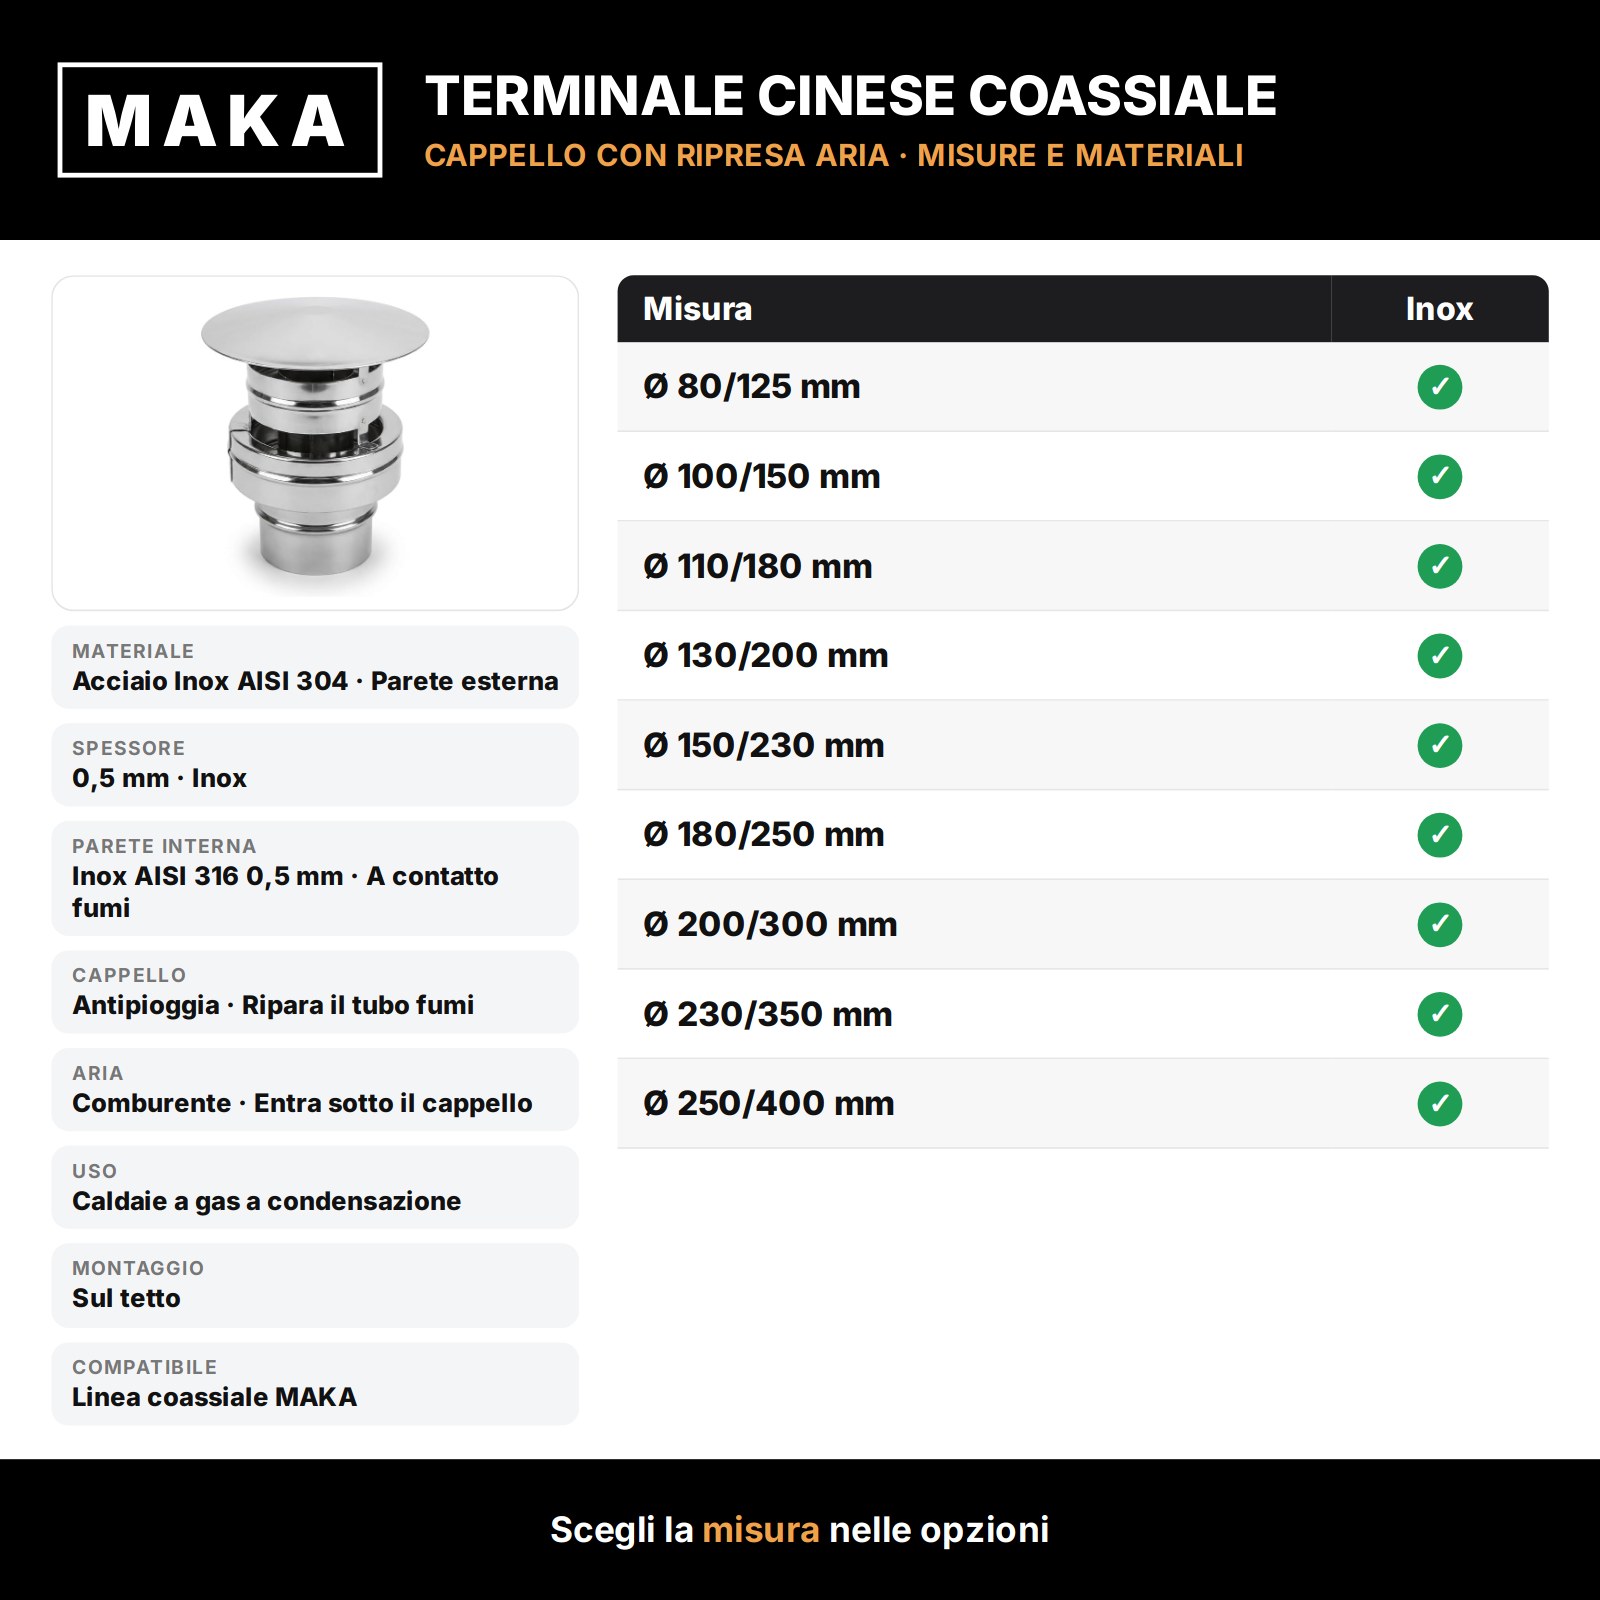 MAKA
TERMINALE CINESE COASSIALE
CAPPELLO CON RIPRESA ARIA · MISURE E MATERIALI
MATERIALE
Acciaio Inox AISI 304 · Parete esterna
SPESSORE
0,5 mm · Inox
PARETE INTERNA
Inox AISI 316 0,5 mm · A contatto
fumi
CAPPELLO
Antipioggia · Ripara il tubo fumi
ARIA
Comburente · Entra sotto il cappello
USO
Caldaie a gas a condensazione
MONTAGGIO
Sul tetto
COMPATIBILE
Linea coassiale MAKA
Misura Inox
Ø 80/125 mm ✓
Ø 100/150 mm ✓
Ø 110/180 mm ✓
Ø 130/200 mm ✓
Ø 150/230 mm ✓
Ø 180/250 mm ✓
Ø 200/300 mm ✓
Ø 230/350 mm ✓
Ø 250/400 mm ✓
Scegli la misura nelle opzioni